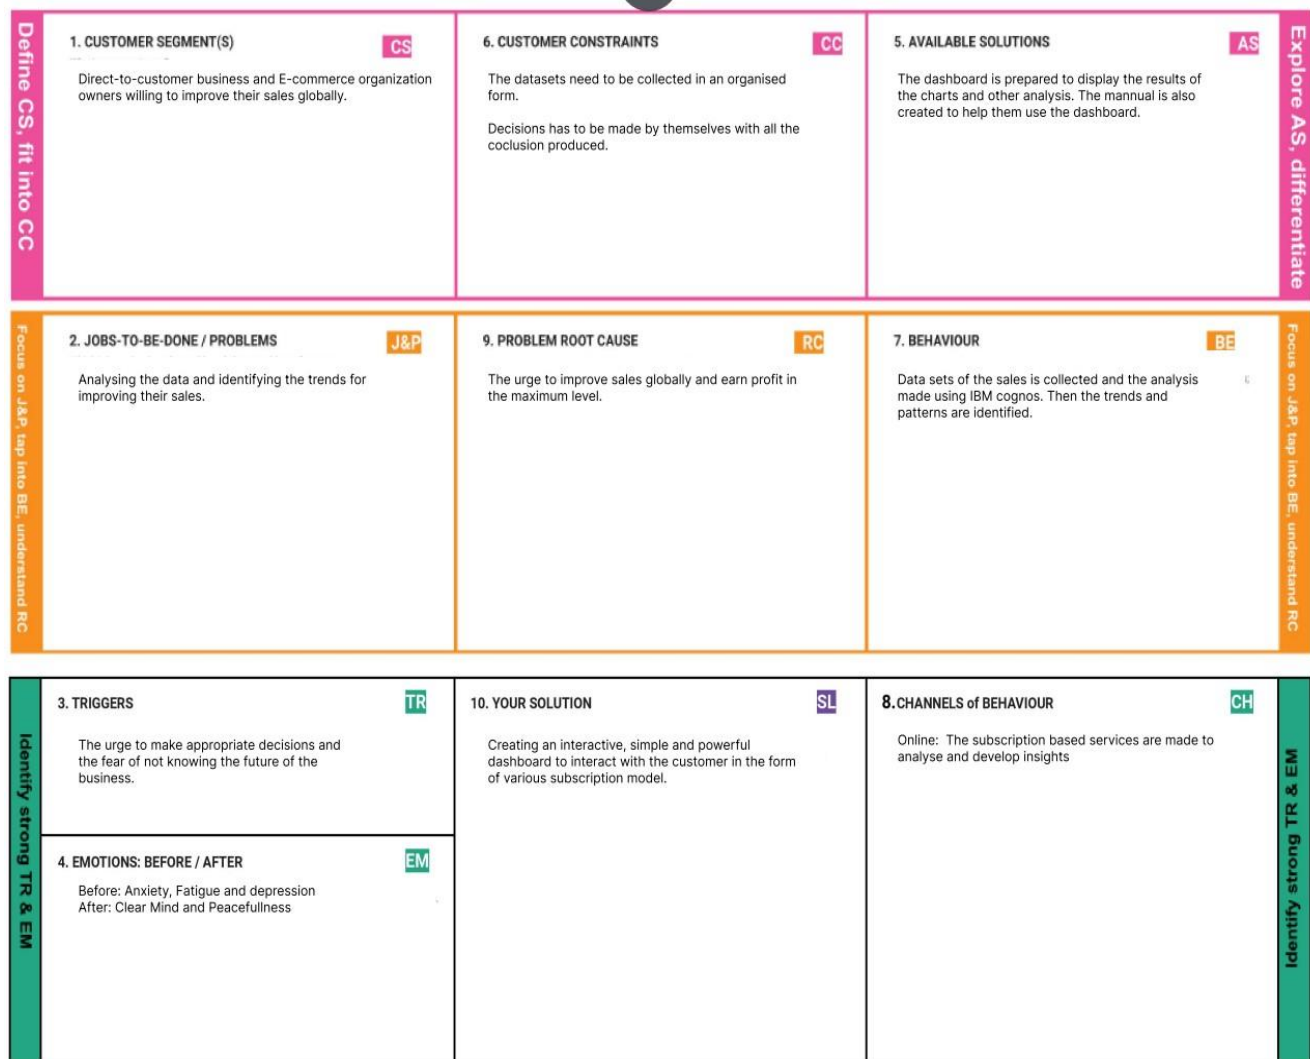 Define CS, fit into CC
1. CUSTOMER SEGMENT(S)
CS
Direct-to-customer business and E-commerce organization
owners willing to improve their sales globally.
6. CUSTOMER CONSTRAINTS
CC
The datasets need to be collected in an organised
form.
Decisions has to be made by themselves with all the
coclusion produced.
5. AVAILABLE SOLUTIONS
AS
The dashboard is prepared to display the results of
the charts and other analysis. The mannual is also
created to help them use the dashboard.
Explore AS, differentiate
Focus on J&P, tap into BE, understand RC
2. JOBS-TO-BE-DONE / PROBLEMS
J&P
Analysing the data and identifying the trends for
improving their sales.
9. PROBLEM ROOT CAUSE
RC
The urge to improve sales globally and earn profit in
the maximum level.
7. BEHAVIOUR
BE
Data sets of the sales is collected and the analysis
made using IBM cognos. Then the trends and
patterns are identified.
Focus on J&P, tap into BE, understand RC
Identify strong TR & EM
3. TRIGGERS
TR
The urge to make appropriate decisions and
the fear of not knowing the future of the
business.
4. EMOTIONS: BEFORE / AFTER
EM
Before: Anxiety, Fatigue and depression
After: Clear Mind and Peacefullness
10. YOUR SOLUTION
SL
Creating an interactive, simple and powerful
dashboard to interact with the customer in the form
of various subscription model.
8.CHANNELS of BEHAVIOUR
CH
Online: The subscription based services are made to
analyse and develop insights
Identify strong TR & EM